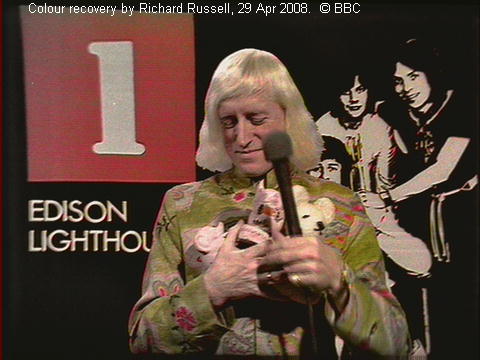 Colour recovery by Richard Russell, 29 Apr 2008. © BBC
1
EDISON
LIGHTHOU